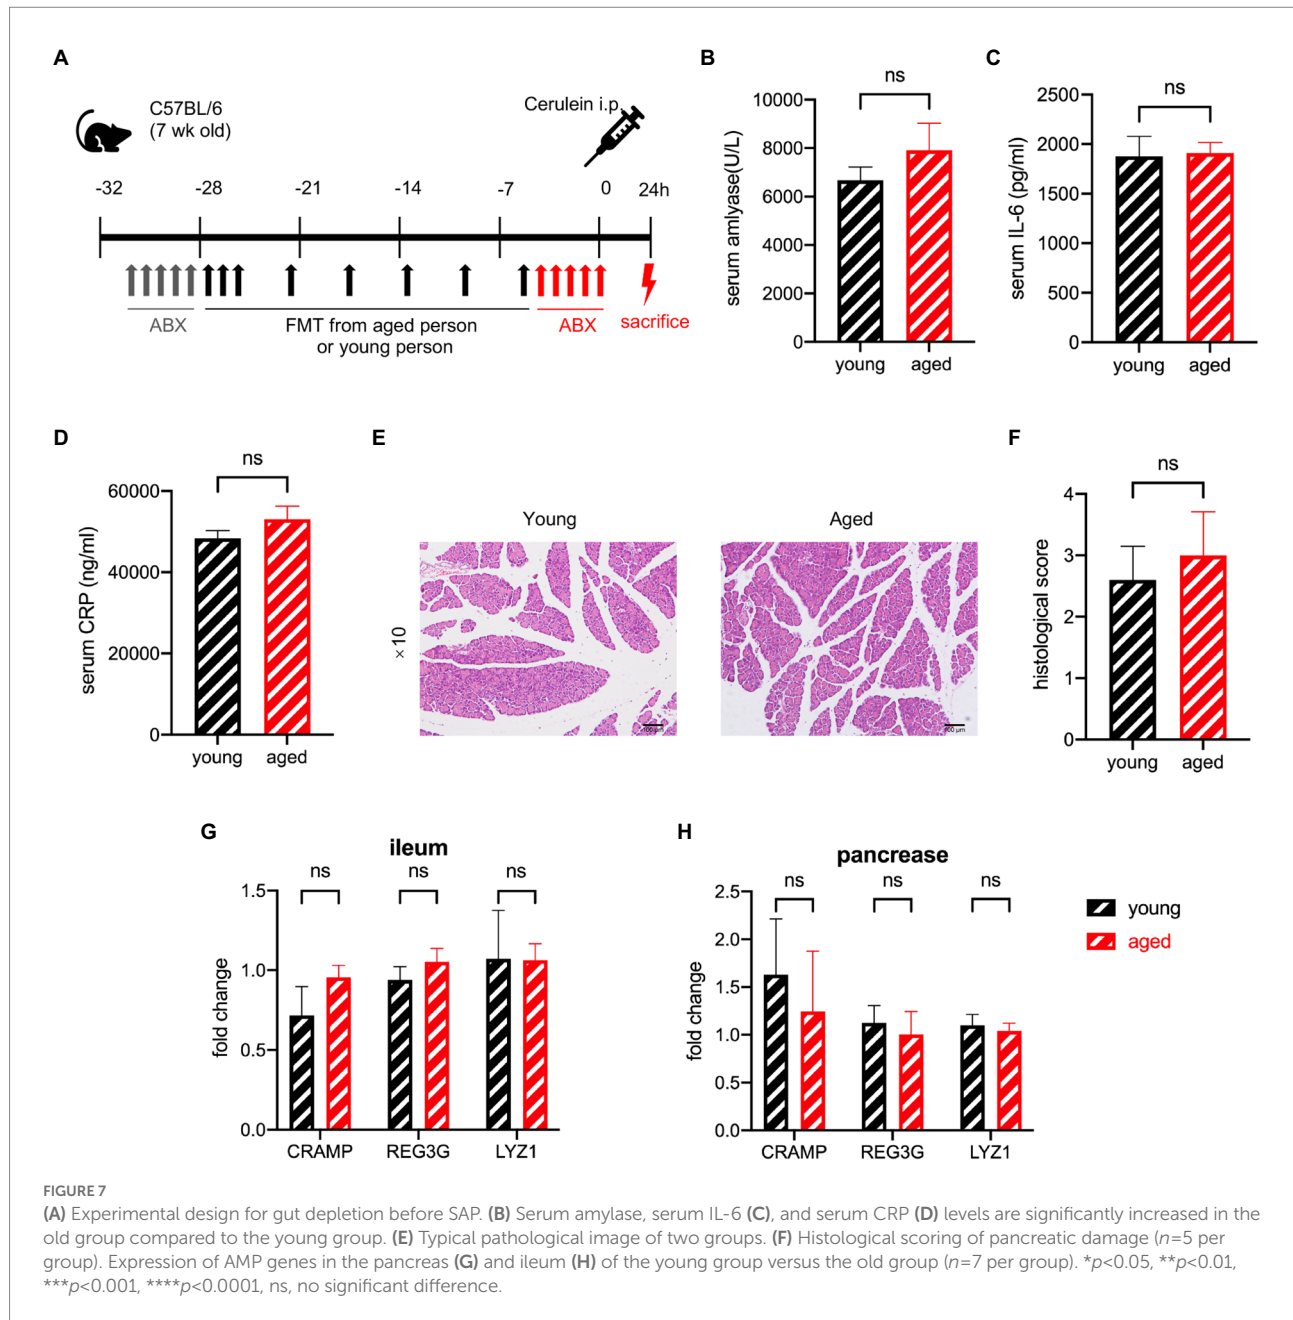 A
C57BL/6
(7 wk old)
Cerulein i.p.
-32 -28 -21 -14 -7 0 24h
ABX
FMT from aged person
or young person
ABX
sacrifice
B
ns
serum amlyase(U/L)
10000
8000
6000
4000
2000
0
young aged
C
ns
serum IL-6 (pg/ml)
2500
2000
1500
1000
500
0
young aged
D
ns
serum CRP (ng/ml)
60000
40000
20000
0
young aged
E
Young Aged
×10
100 μm
100 μm
F
ns
histological score
4
3
2
1
0
young aged
G
ileum
ns ns ns
fold change
1.5
1.0
0.5
0.0
CRAMP REG3G LYZ1
H
pancrease
ns ns ns
fold change
2.5
2.0
1.5
1.0
0.5
0.0
CRAMP REG3G LYZ1
young
aged
FIGURE 7
(A) Experimental design for gut depletion before SAP. (B) Serum amylase, serum IL-6 (C), and serum CRP (D) levels are significantly increased in the
old group compared to the young group. (E) Typical pathological image of two groups. (F) Histological scoring of pancreatic damage (n=5 per
group). Expression of AMP genes in the pancreas (G) and ileum (H) of the young group versus the old group (n=7 per group). *p<0.05, **p<0.01,
***p<0.001, ****p<0.0001, ns, no significant difference.